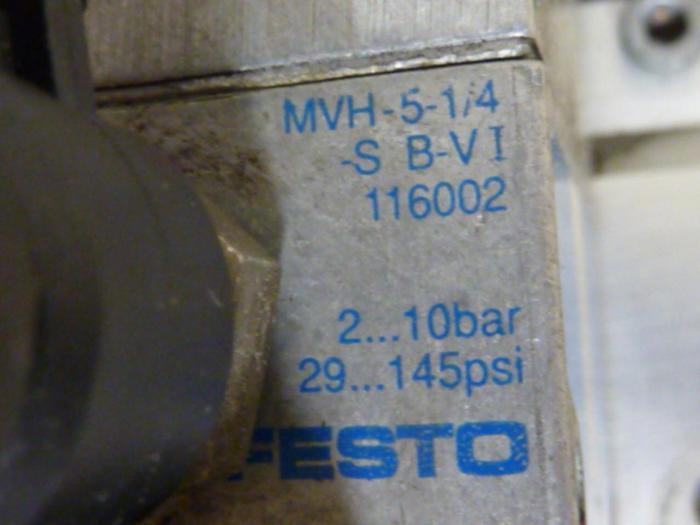 MVH-5-1/4
-S B-VI
116002
2...10bar
29...145psi
FESTO